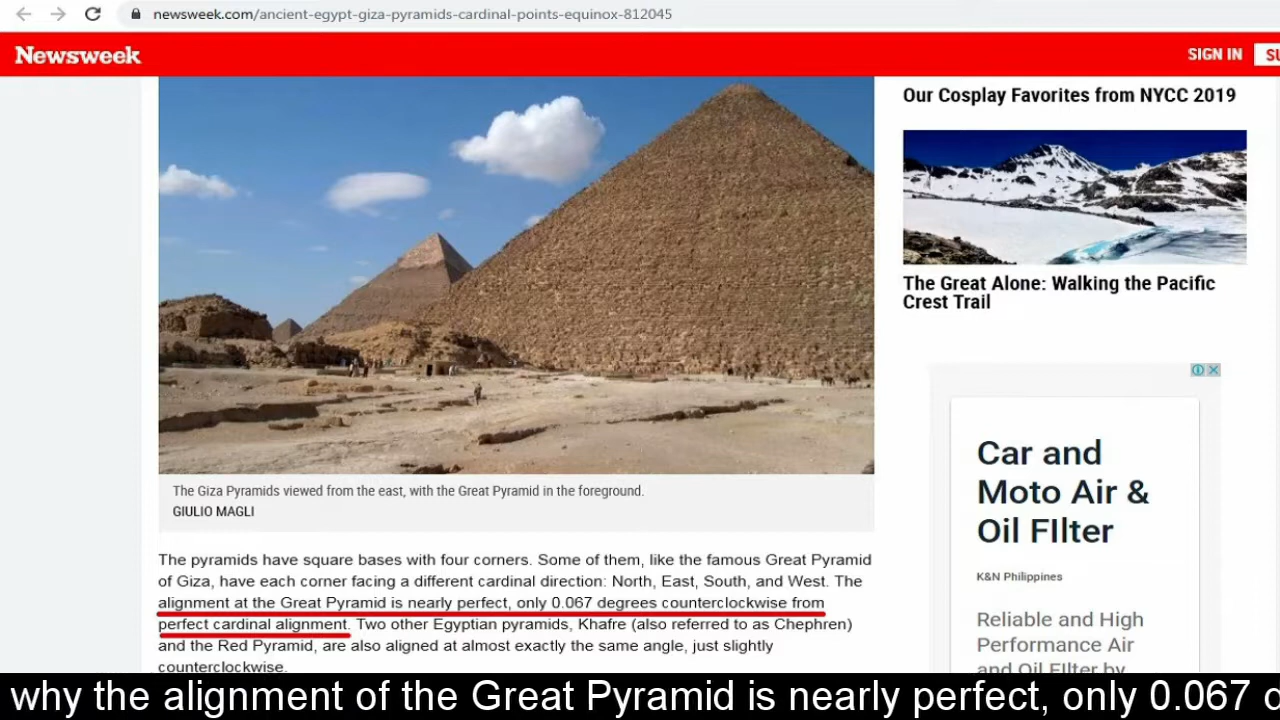 newsweek.com/ancient-egypt-giza-pyramids-cardinal-points-equinox-812045
Newsweek
SIGN IN
SU
Our Cosplay Favorites from NYCC 2019
The Great Alone: Walking the Pacific
Crest Trail
The Giza Pyramids viewed from the east, with the Great Pyramid in the foreground.
GIULIO MAGLI
The pyramids have square bases with four corners. Some of them, like the famous Great Pyramid
of Giza, have each corner facing a different cardinal direction: North, East, South, and West. The
alignment at the Great Pyramid is nearly perfect, only 0.067 degrees counterclockwise from
perfect cardinal alignment. Two other Egyptian pyramids, Khafre (also referred to as Chephren)
and the Red Pyramid, are also aligned at almost exactly the same angle, just slightly
counterclockwise.
Car and
Moto Air &
Oil FIlter
K&N Philippines
Reliable and High
Performance Air
and Oil FIlter by
why the alignment of the Great Pyramid is nearly perfect, only 0.067